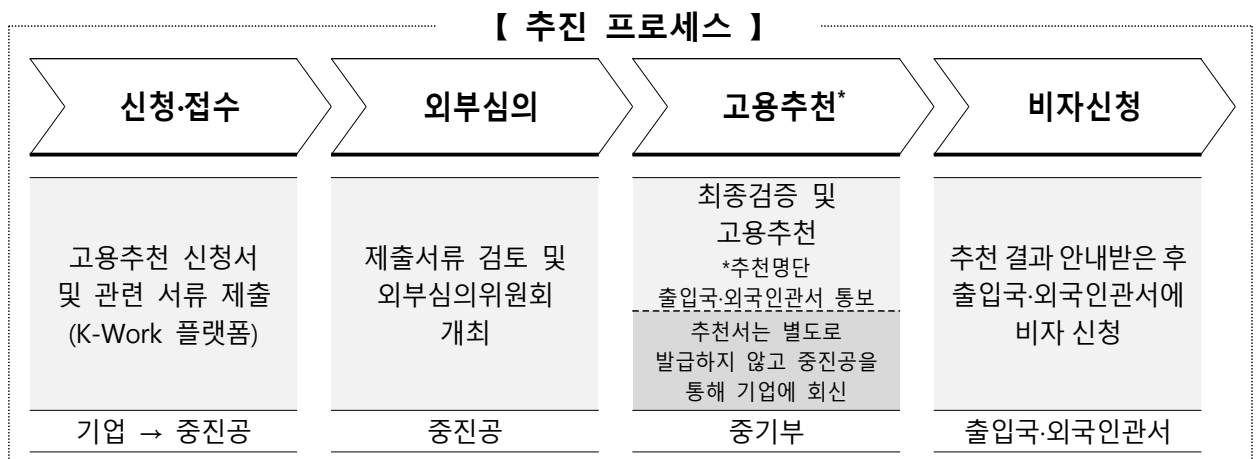 【 추진 프로세스 】
신청·접수
외부심의
고용추천*
비자신청
고용추천 신청서
및 관련 서류 제출
(K-Work 플랫폼)
제출서류 검토 및
외부심의위원회
개최
최종검증 및
고용추천
*추천명단
출입국·외국인관서 통보
추천서는 별도로
발급하지 않고 중진공을
통해 기업에 회신
추천 결과 안내받은 후
출입국·외국인관서에
비자 신청
기업 → 중진공
중진공
중기부
출입국·외국인관서